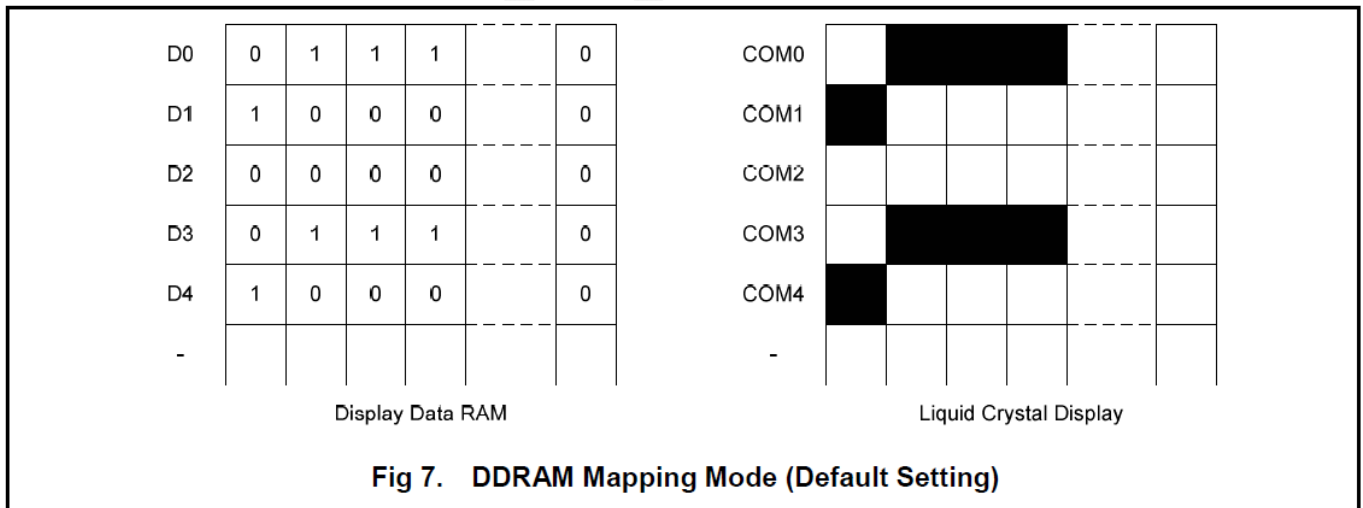 D0 0 1 1 1 0 COM0
D1 1 0 0 0 0 COM1
D2 0 0 0 0 0 COM2
D3 0 1 1 1 0 COM3
D4 1 0 0 0 0 COM4
- -
Display Data RAM Liquid Crystal Display
Fig 7. DDRAM Mapping Mode (Default Setting)